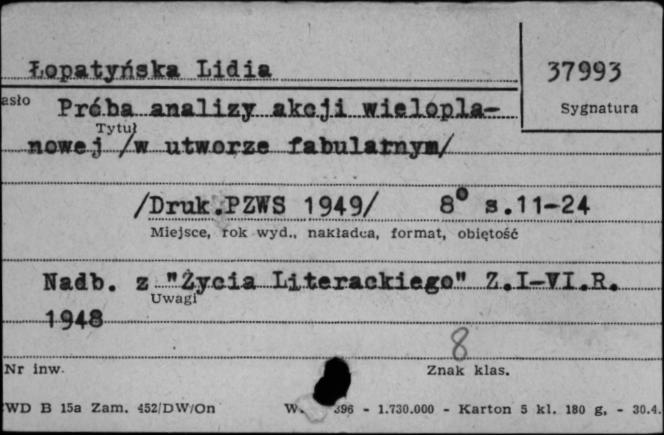 Łopatyńska Lidia
37993
asło
Próba analizy akcji wielopla-
Sygnatura
Tytuł
nowej /w utworze fabularnym/
/Druk.PZWS 1949/ 8° s.11-24
Miejsce, rok wyd., nakładca, format, objętość
Nadb. z "Życia Literackiego" Z.I-VI.R.
Uwagi
1948
8
Nr inw.
Znak klas.
WD B 15a Zam. 452/DW/On 396 - 1.730.000 - Karton 5 kl. 180 g, - 30.4.